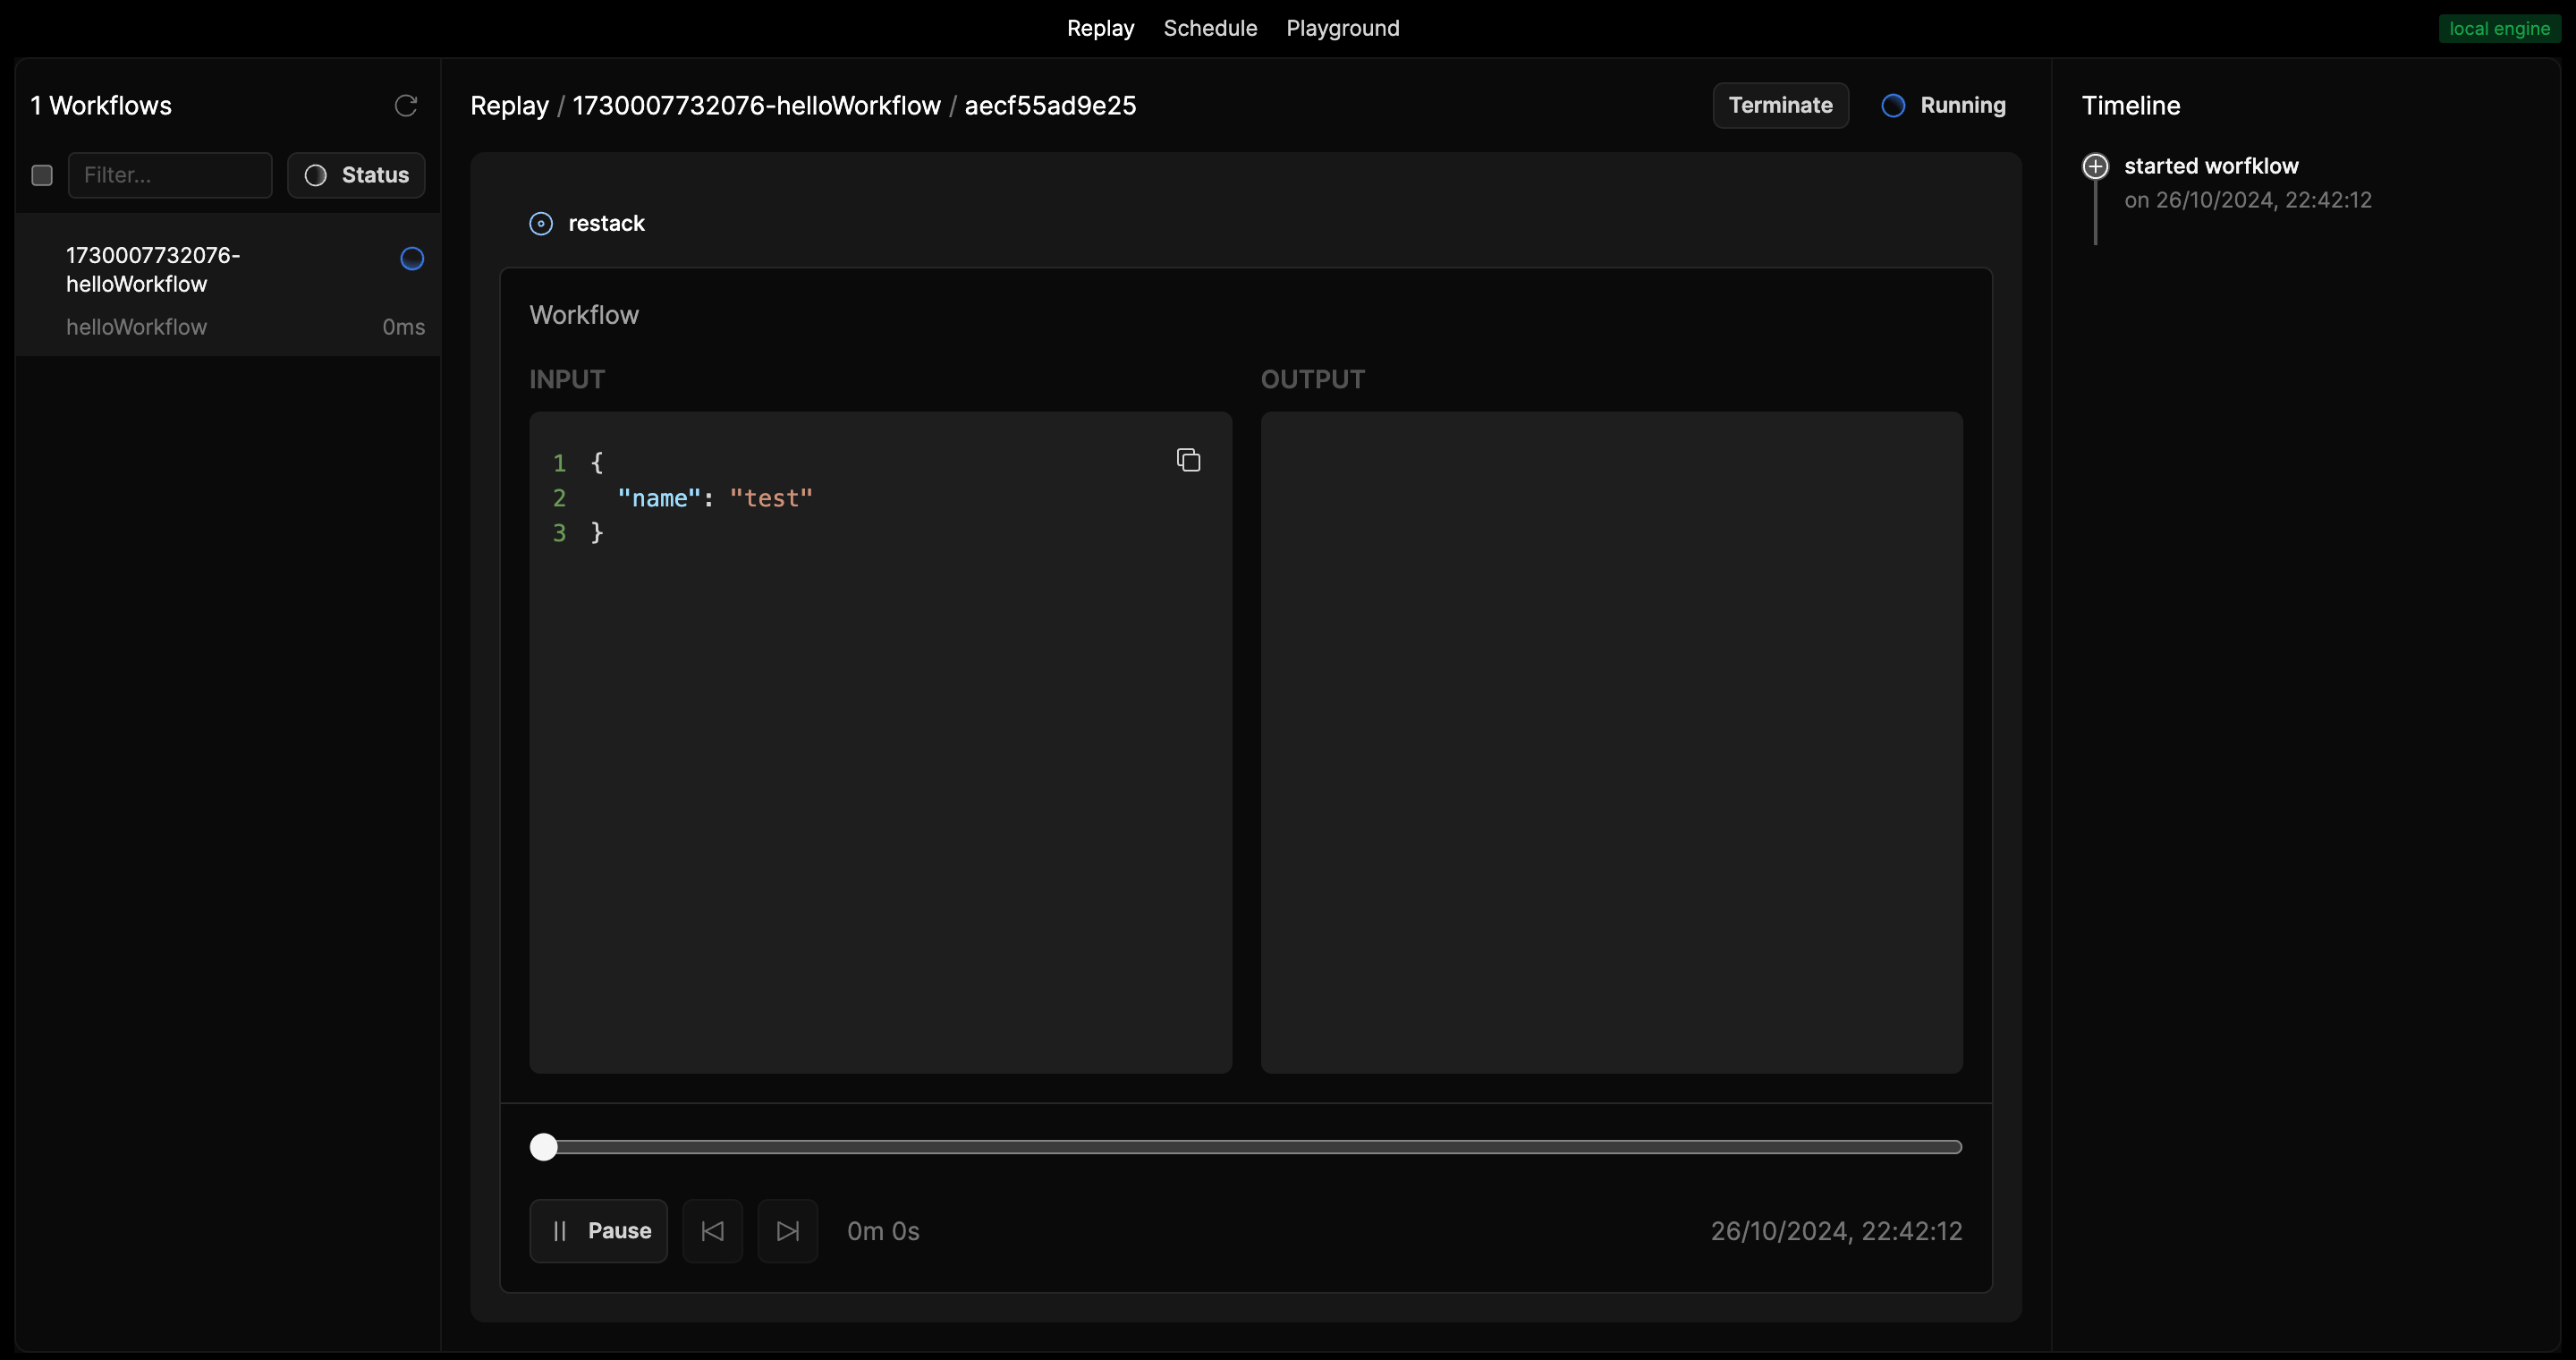 Replay Schedule Playground
local engine
1 Workflows
Filter...
Status
1730007732076-
helloWorkflow
helloWorkflow 0ms
Replay / 1730007732076-helloWorkflow / aecf55ad9e25
Terminate
Running
restack
Workflow
INPUT
1 {
2 "name": "test"
3 }
OUTPUT
Pause
0m 0s
26/10/2024, 22:42:12
Timeline
started worfklow
on 26/10/2024, 22:42:12